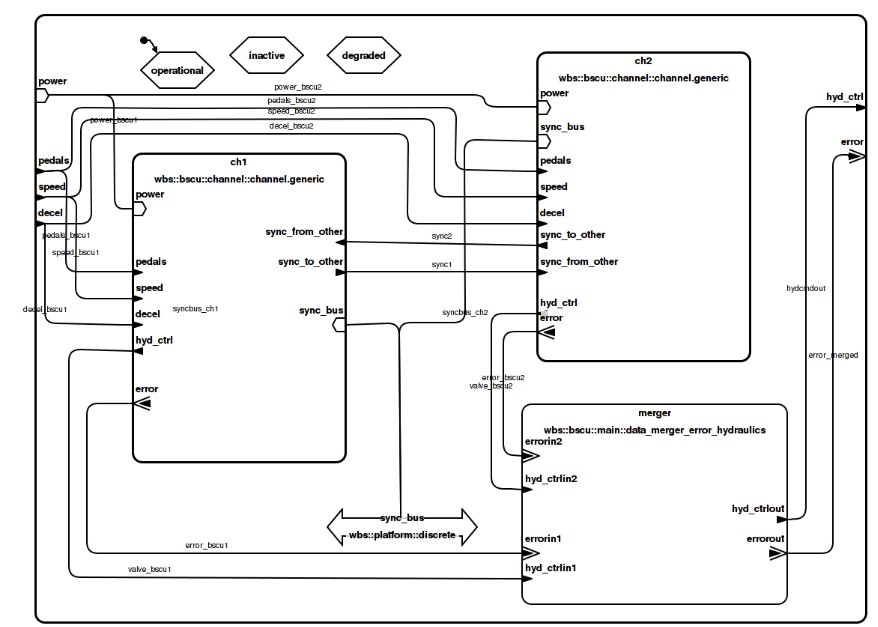 ch2
wbs::bscu::channel::channel.generic
operational
inactive
degraded
power
power_bscu2
pedals_bscu2
speed_bscu2
power_bscu1
decel_bscu2
power
sync_bus
pedals
speed
decel
sync_to_other
sync_from_other
hyd_ctrl
error
hyd_ctrl
error
pedals
speed
decel
pedals_bscu1
speed_bscu1
decel_bscu1
ch1
wbs::bscu::channel::channel.generic
power
sync_from_other
sync_to_other
sync_bus
pedals
speed
decel
hyd_ctrl
error
syncbus_ch1
sync2
sync1
syncbus_ch2
hydcmdout
error_merged
error_bscu2
valve_bscu2
merger
wbs::bscu::main::data_merger_error_hydraulics
errorin2
hyd_ctrlin2
hyd_ctrlout
errorout
errorin1
hyd_ctrlin1
sync_bus
wbs::platform::discrete
error_bscu1
valve_bscu1